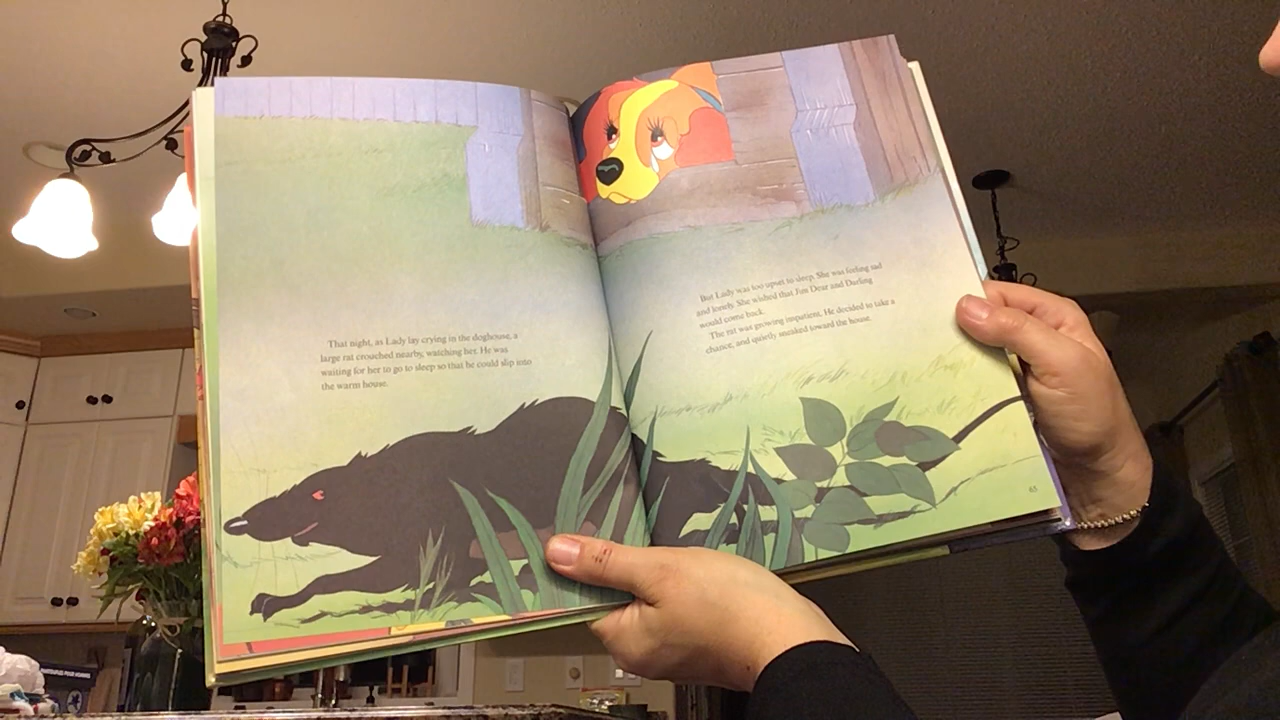 That night, as Lady lay crying in the doghouse, a
large rat crouched nearby, watching her. He was
waiting for her to go to sleep so that he could slip into
the warm house.
But Lady was too upset to sleep. She was feeling sad
and lonely. She wished that Jim Dear and Darling
would come back.
The rat was growing impatient. He decided to take a
chance, and quietly sneaked toward the house.
65